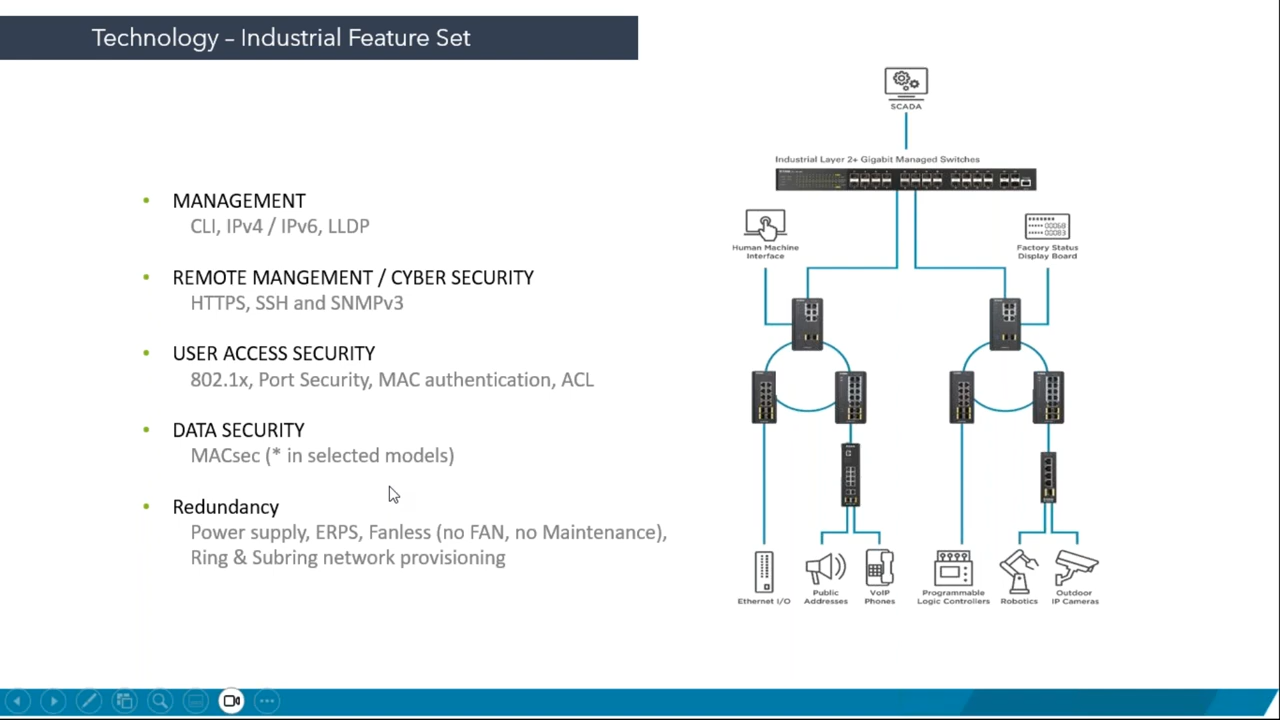 Technology – Industrial Feature Set
• MANAGEMENT
CLI, IPv4 / IPv6, LLDP
• REMOTE MANGEMENT / CYBER SECURITY
HTTPS, SSH and SNMPv3
• USER ACCESS SECURITY
802.1x, Port Security, MAC authentication, ACL
• DATA SECURITY
MACsec (* in selected models)
• Redundancy
Power supply, ERPS, Fanless (no FAN, no Maintenance),
Ring & Subring network provisioning
SCADA
Industrial Layer 2+ Gigabit Managed Switches
Human Machine
Interface
00068
00083
Factory Status
Display Board
Ethernet I/O
Public
Addresses
VoIP
Phones
Programmable
Logic Controllers
Robotics
Outdoor
IP Cameras